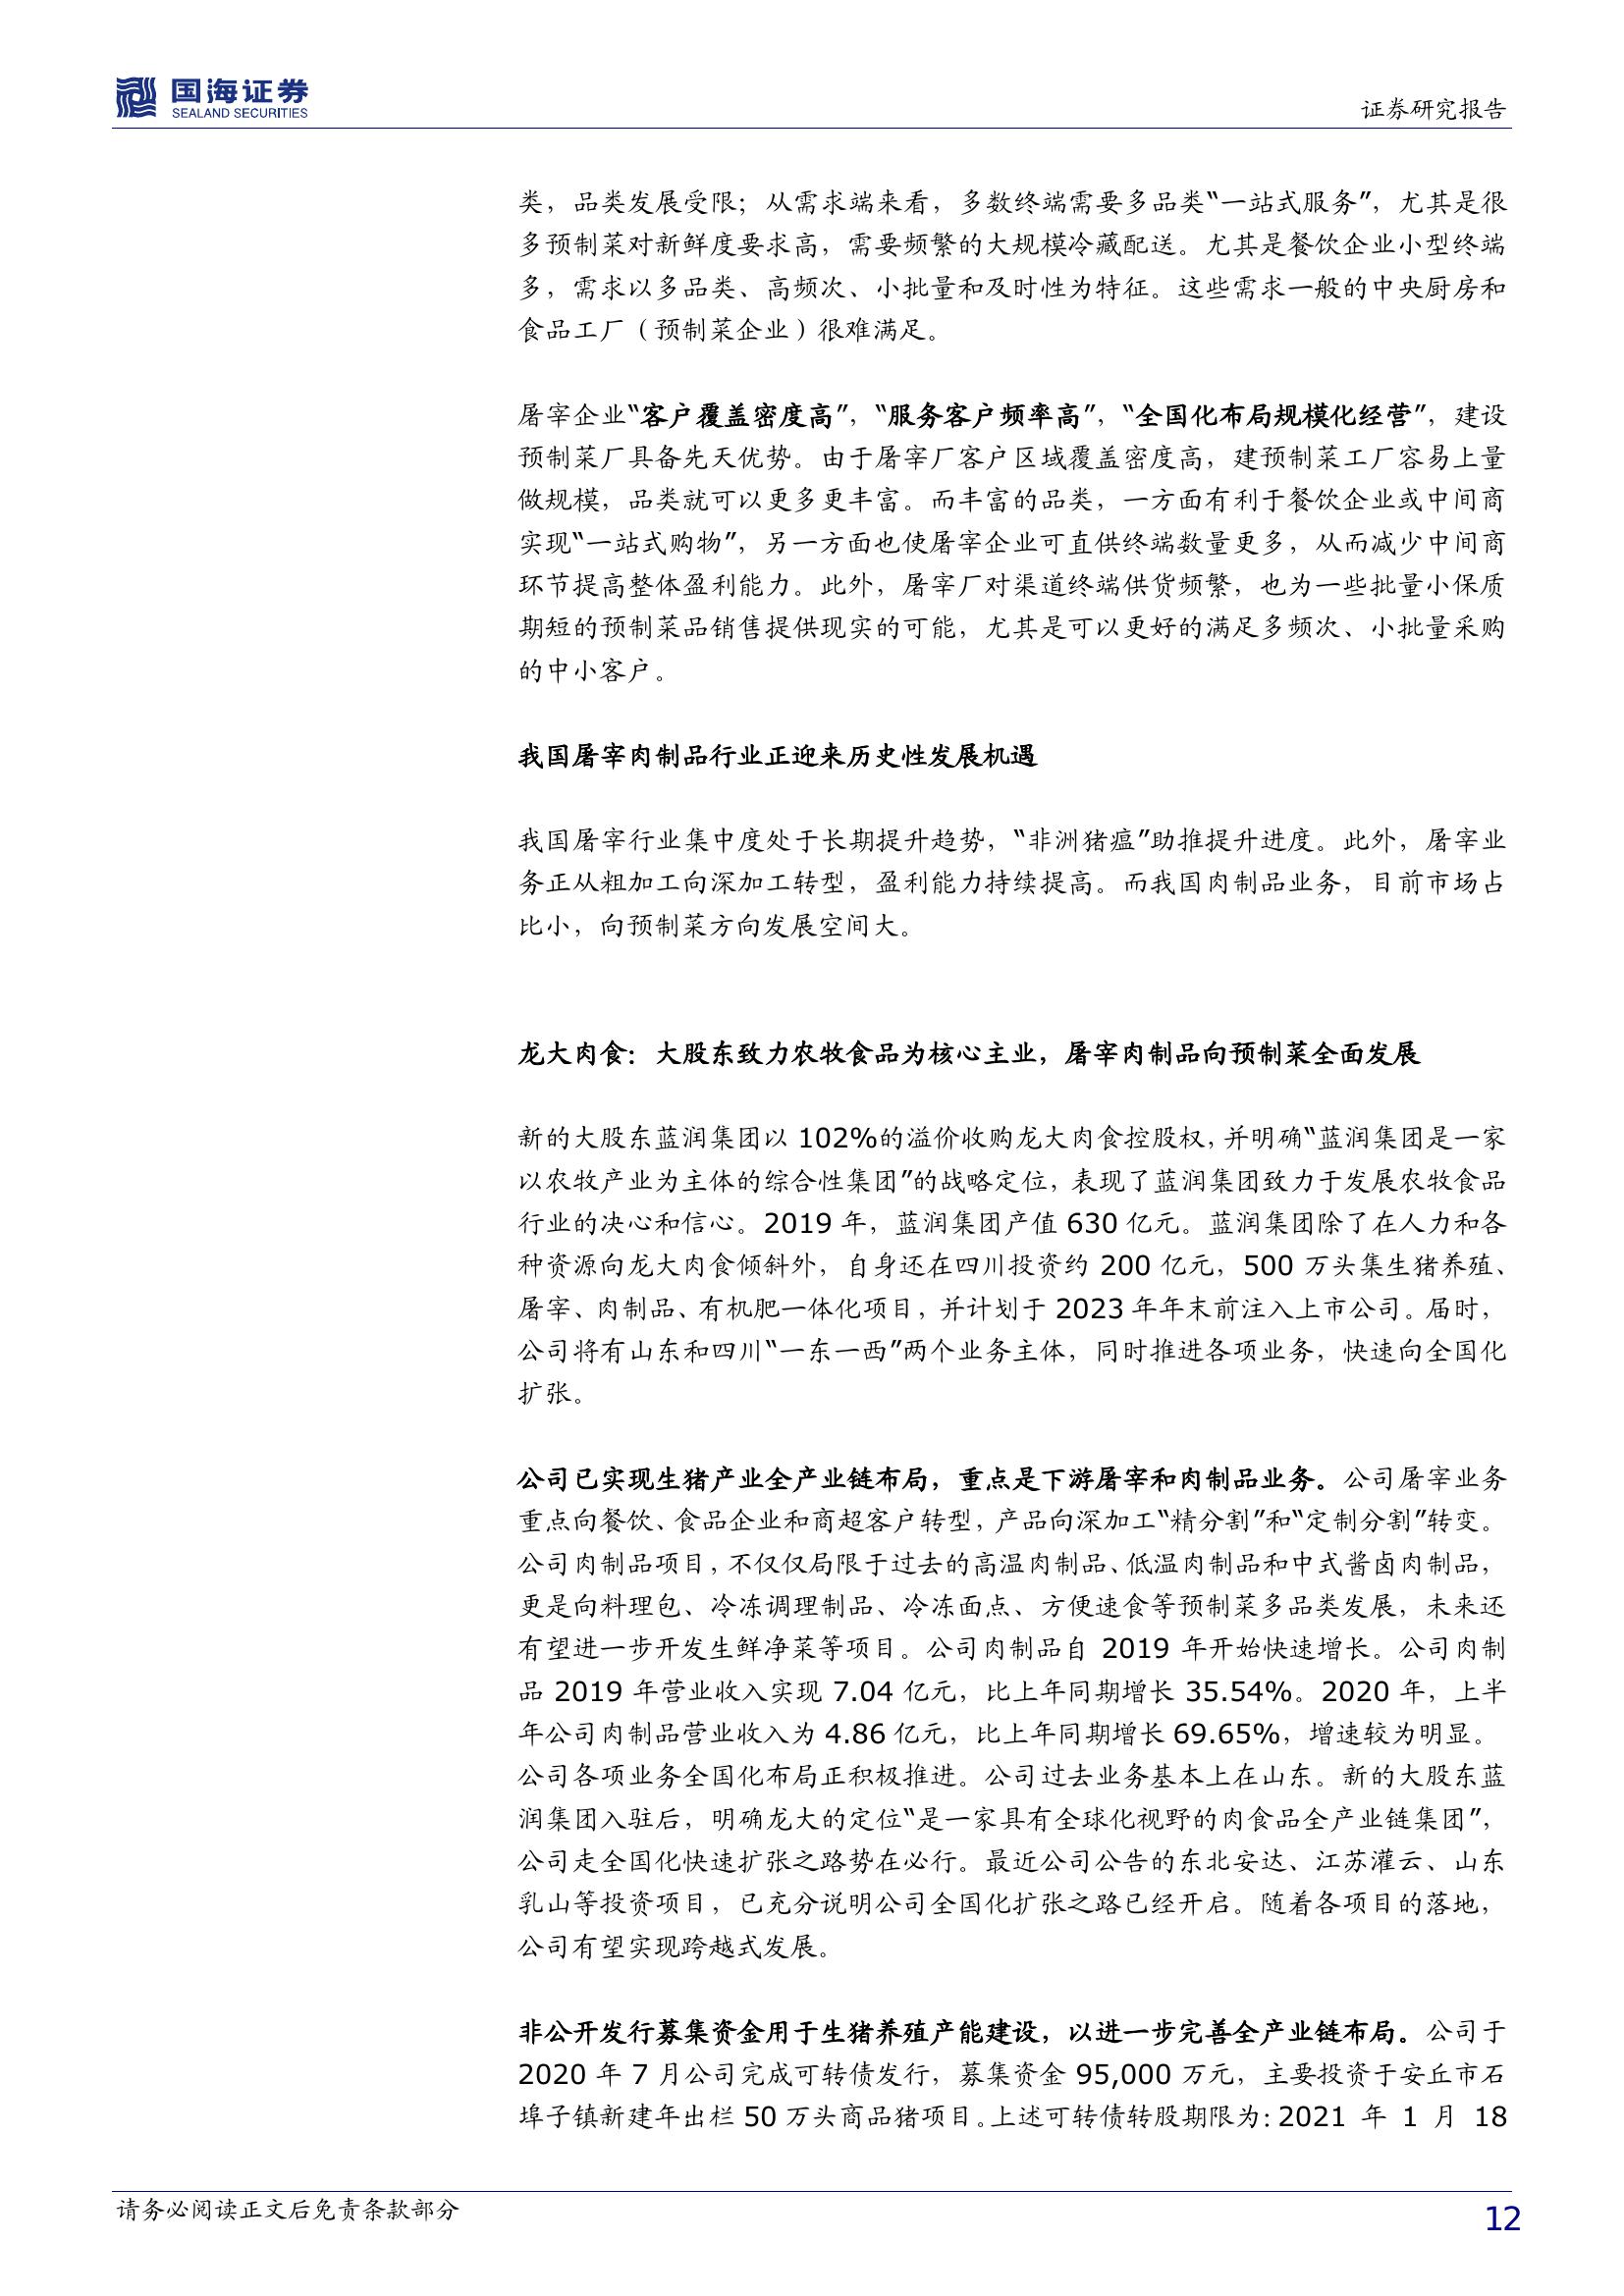 国海证券
SEALAND SECURITIES
证券研究报告
类，品类发展受限；从需求端来看，多数终端需要多品类“一站式服务”，尤其是很
多预制菜对新鲜度要求高，需要频繁的大规模冷藏配送。尤其是餐饮企业小型终端
多，需求以多品类、高频次、小批量和及时性为特征。这些需求一般的中央厨房和
食品工厂（预制菜企业）很难满足。
屠宰企业“客户覆盖密度高”，“服务客户频率高”，“全国化布局规模化经营”，建设
预制菜厂具备先天优势。由于屠宰厂客户区域覆盖密度高，建预制菜工厂容易上量
做规模，品类就可以更多更丰富。而丰富的品类，一方面有利于餐饮企业或中间商
实现“一站式购物”，另一方面也使屠宰企业可直供终端数量更多，从而减少中间商
环节提高整体盈利能力。此外，屠宰厂对渠道终端供货频繁，也为一些批量小保质
期短的预制菜品销售提供现实的可能，尤其是可以更好的满足多频次、小批量采购
的中小客户。
我国屠宰肉制品行业正迎来历史性发展机遇
我国屠宰行业集中度处于长期提升趋势，“非洲猪瘟”助推提升进度。此外，屠宰业
务正从粗加工向深加工转型，盈利能力持续提高。而我国肉制品业务，目前市场占
比小，向预制菜方向发展空间大。
龙大肉食：大股东致力农牧食品为核心主业，屠宰肉制品向预制菜全面发展
新的大股东蓝润集团以 102%的溢价收购龙大肉食控股权，并明确“蓝润集团是一家
以农牧产业为主体的综合性集团”的战略定位，表现了蓝润集团致力于发展农牧食品
行业的决心和信心。2019 年，蓝润集团产值 630 亿元。蓝润集团除了在人力和各
种资源向龙大肉食倾斜外，自身还在四川投资约 200 亿元，500 万头集生猪养殖、
屠宰、肉制品、有机肥一体化项目，并计划于 2023 年年末前注入上市公司。届时，
公司将有山东和四川“一东一西”两个业务主体，同时推进各项业务，快速向全国化
扩张。
公司已实现生猪产业全产业链布局，重点是下游屠宰和肉制品业务。公司屠宰业务
重点向餐饮、食品企业和商超客户转型，产品向深加工“精分割”和“定制分割”转变。
公司肉制品项目，不仅仅局限于过去的高温肉制品、低温肉制品和中式酱卤肉制品，
更是向料理包、冷冻调理制品、冷冻面点、方便速食等预制菜多品类发展，未来还
有望进一步开发生鲜净菜等项目。公司肉制品自 2019 年开始快速增长。公司肉制
品 2019 年营业收入实现 7.04 亿元，比上年同期增长 35.54%。2020 年，上半
年公司肉制品营业收入为 4.86 亿元，比上年同期增长 69.65%，增速较为明显。
公司各项业务全国化布局正积极推进。公司过去业务基本上在山东。新的大股东蓝
润集团入驻后，明确龙大的定位“是一家具有全球化视野的肉食品全产业链集团”，
公司走全国化快速扩张之路势在必行。最近公司公告的东北安达、江苏灌云、山东
乳山等投资项目，已充分说明公司全国化扩张之路已经开启。随着各项目的落地，
公司有望实现跨越式发展。
非公开发行募集资金用于生猪养殖产能建设，以进一步完善全产业链布局。公司于
2020 年 7 月公司完成可转债发行，募集资金 95,000 万元，主要投资于安丘市石
埠子镇新建年出栏 50 万头商品猪项目。上述可转债转股期限为：2021 年 1 月 18
请务必阅读正文后免责条款部分
12